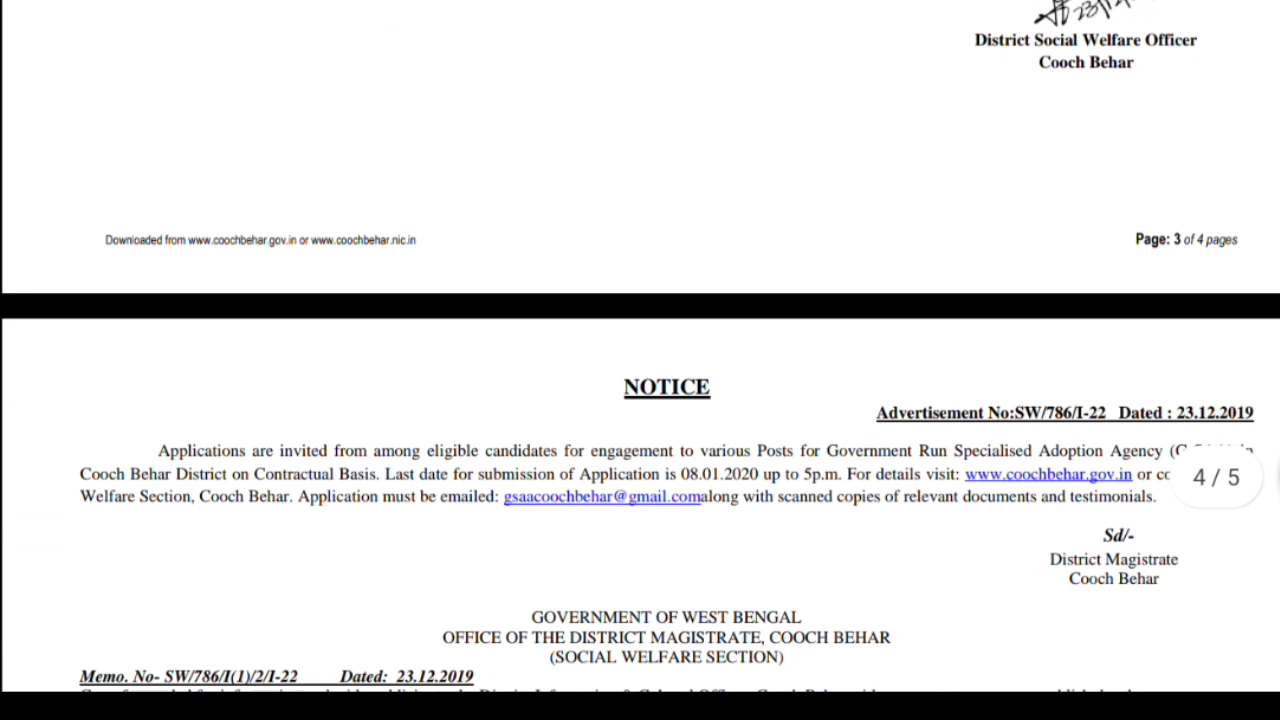 23
District Social Welfare Officer
Cooch Behar
Downloaded from www.coochbehar.gov.in or www.coochbehar.nic.in
Page: 3 of 4 pages
NOTICE
Advertisement No:SW/786/I-22 Dated : 23.12.2019
Applications are invited from among eligible candidates for engagement to various Posts for Government Run Specialised Adoption Agency
Cooch Behar District on Contractual Basis. Last date for submission of Application is 08.01.2020 up to 5p.m. For details visit: www.coochbehar.gov.in or
4 / 5
Welfare Section, Cooch Behar. Application must be emailed: gsaacoochbehar@gmail.comalong with scanned copies of relevant documents and testimonials.
Sd/-
District Magistrate
Cooch Behar
GOVERNMENT OF WEST BENGAL
OFFICE OF THE DISTRICT MAGISTRATE, COOCH BEHAR
(SOCIAL WELFARE SECTION)
Memo. No- SW/786/I(1)/2/I-22 Dated: 23.12.2019